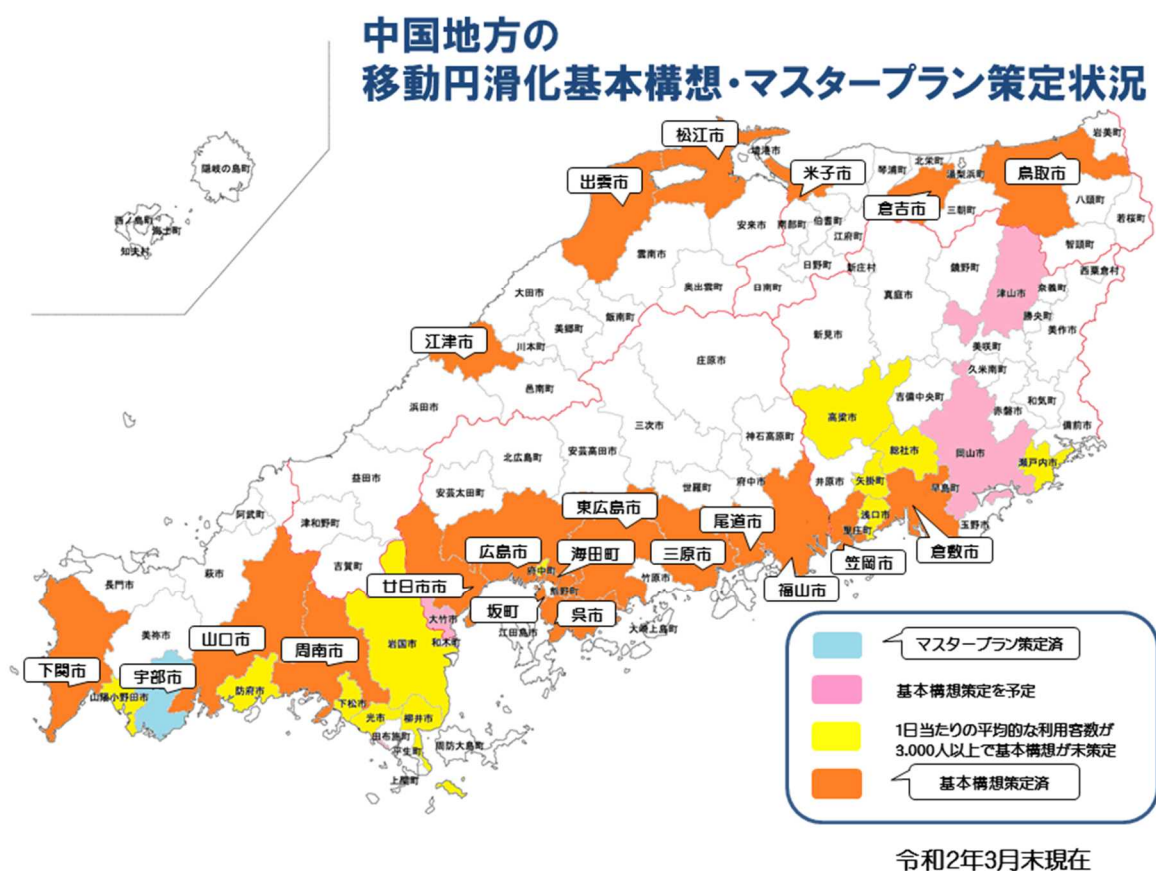 中国地方の
移動円滑化基本構想・マスタープラン策定状況
隠岐の島町
西ノ島町
海士町
知夫村
松江市
境港市
岩美町
出雲市
米子市
琴浦町
北栄町
湯梨浜町
鳥取市
倉吉市
三朝町
八頭町
若桜町
安来市
南部町
伯耆町
江府町
智頭町
雲南市
日野町
新庄村
鏡野町
西粟倉村
奥出雲町
日南町
真庭市
津山市
奈義町
大田市
飯南町
勝央町
美作市
美郷町
新見市
江津市
川本町
庄原市
美咲町
久米南町
邑南町
吉備中央町
和気町
浜田市
高梁市
赤磐市
備前市
三次市
神石高原町
北広島町
安芸高田市
総社市
岡山市
瀬戸内市
益田市
安芸太田町
世羅町
府中市
井原市
矢掛町
早島町
阿武町
津和野町
東広島市
尾道市
浅口市
玉野市
里庄町
萩市
吉賀町
広島市
府中町
海田町
三原市
笠岡市
倉敷市
長門市
廿日市市
熊野町
竹原市
福山市
大竹市
坂町
呉市
江田島市
大崎上島町
美祢市
山口市
岩国市
和木町
周南市
下関市
宇部市
山陽小野田市
防府市
下松市
光市
柳井市
田布施町
平生町
周防大島町
上関町
マスタープラン策定済
基本構想策定を予定
1日当たりの平均的な利用客数が
3.000人以上で基本構想が未策定
基本構想策定済
令和2年3月末現在